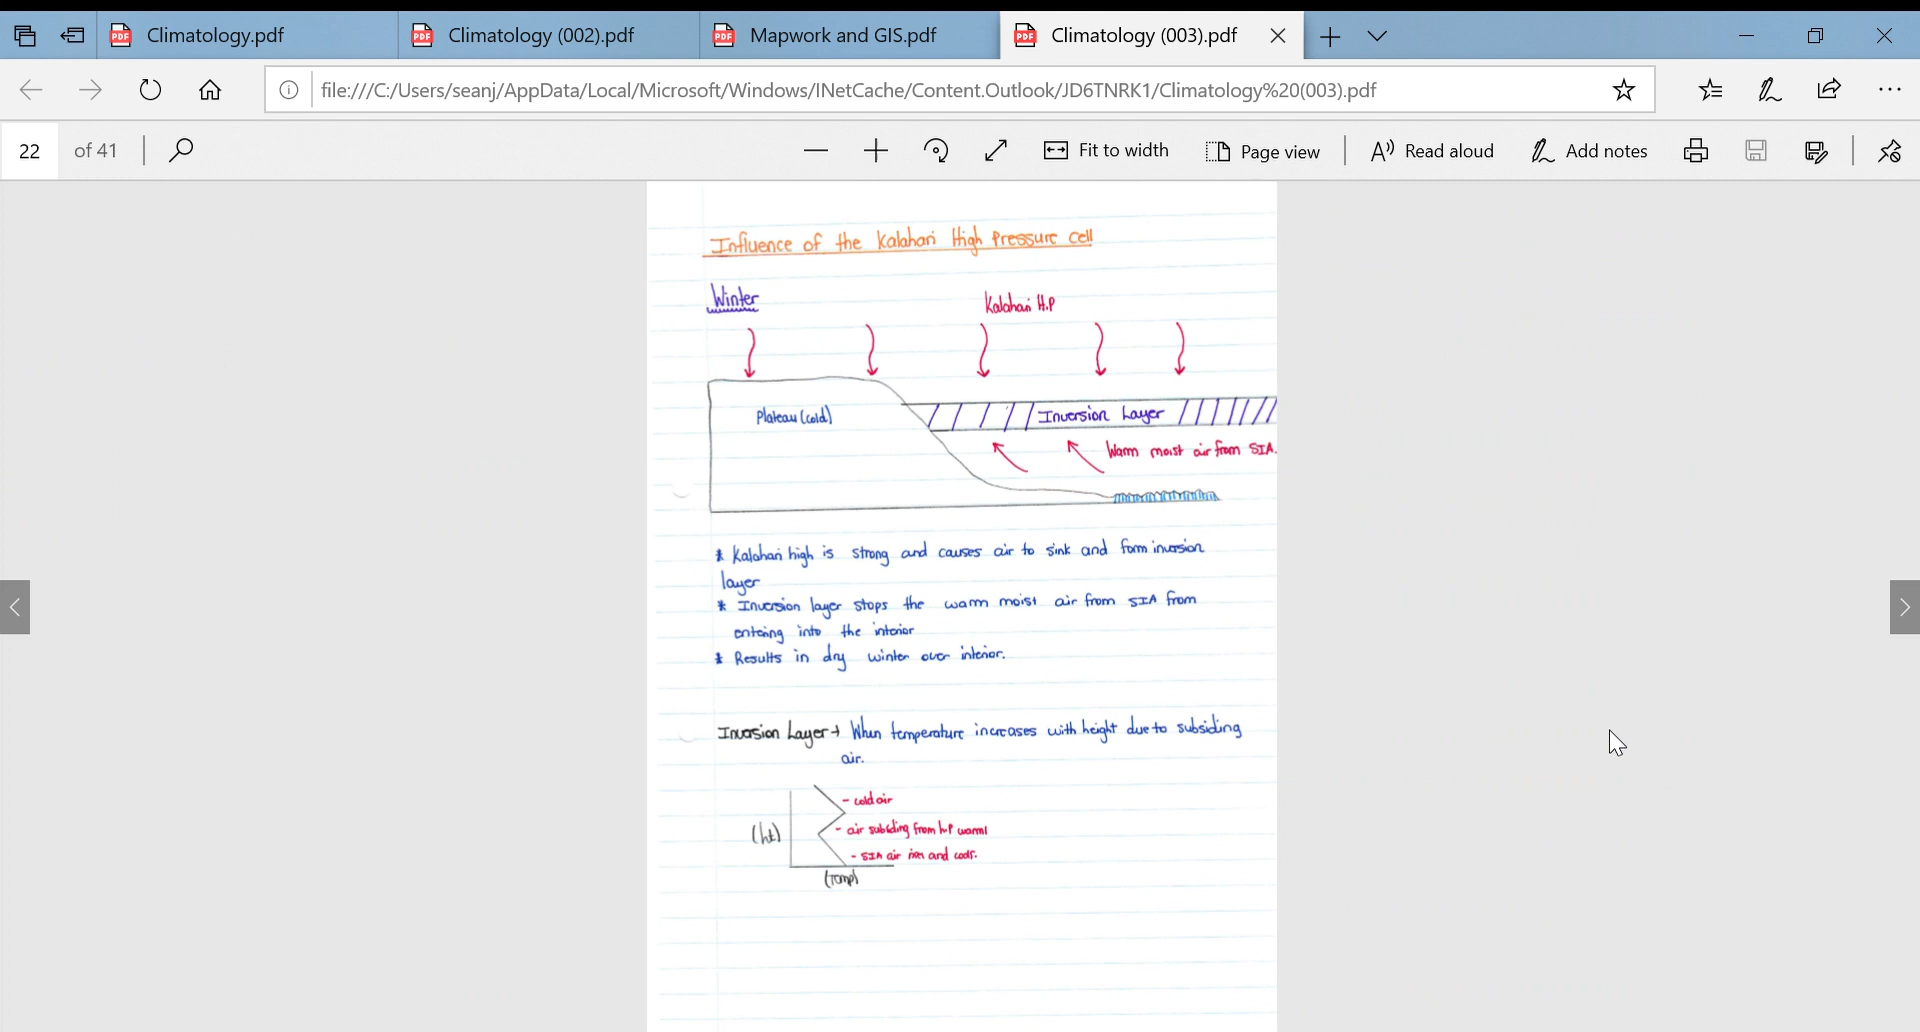 Climatology.pdf
Climatology (002).pdf
Mapwork and GIS.pdf
Climatology (003).pdf
file:///C:/Users/seanj/AppData/Local/Microsoft/Windows/INetCache/Content.Outlook/JD6TNRK1/Climatology%20(003).pdf
22 of 41
Fit to width
Page view
Read aloud
Add notes
Influence of the Kalahari High Pressure cell
Winter
Kalahari H.P
Plateau (cold)
Inversion Layer
Warm moist air from SIA.
* Kalahari high is strong and causes air to sink and form inversion
layer
* Inversion layer stops the warm moist air from SIA from
entering into the interior
* Results in dry winter over interior.
Inversion Layer → When temperature increases with height due to subsiding
air.
- cold air
(ht)
- air subsiding from H.P warms
- SIA air rises and cools.
(Temp)